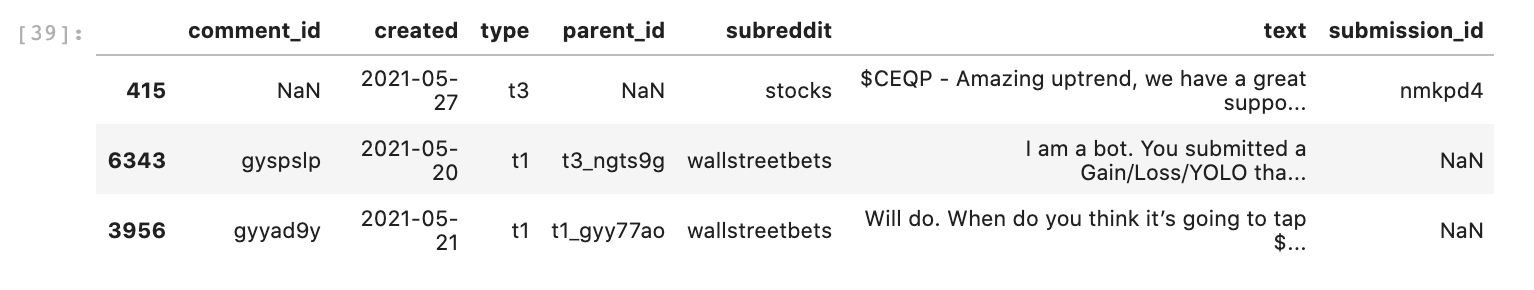 [39]: comment_id created type parent_id subreddit text submission_id
415 NaN 2021-05-27 t3 NaN stocks $CEQP - Amazing uptrend, we have a great suppo... nmkpd4
6343 gyspslp 2021-05-20 t1 t3_ngts9g wallstreetbets I am a bot. You submitted a Gain/Loss/YOLO tha... NaN
3956 gyyad9y 2021-05-21 t1 t1_gyy77ao wallstreetbets Will do. When do you think it’s going to tap $... NaN